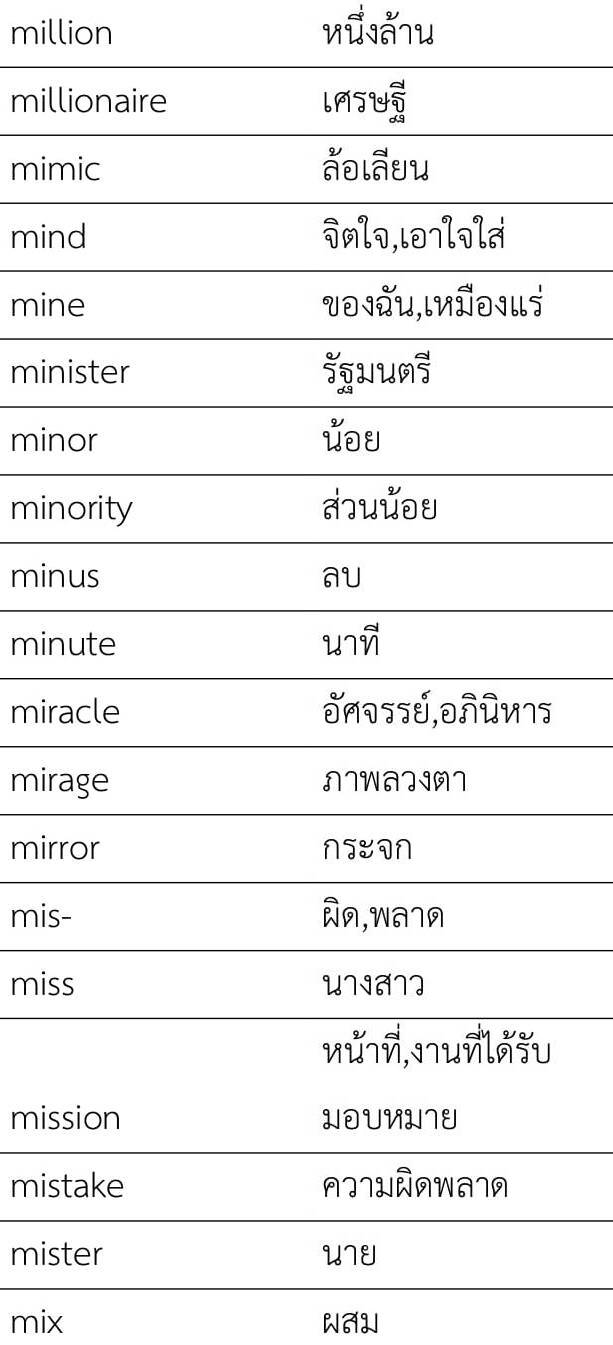 million หนึ่งล้าน
millionaire เศรษฐี
mimic ล้อเลียน
mind จิตใจ,เอาใจใส่
mine ของฉัน,เหมืองแร่
minister รัฐมนตรี
minor น้อย
minority ส่วนน้อย
minus ลบ
minute นาที
miracle อัศจรรย์,อภินิหาร
mirage ภาพลวงตา
mirror กระจก
mis- ผิด,พลาด
miss นางสาว
หน้าที่,งานที่ได้รับ
mission มอบหมาย
mistake ความผิดพลาด
mister นาย
mix ผสม